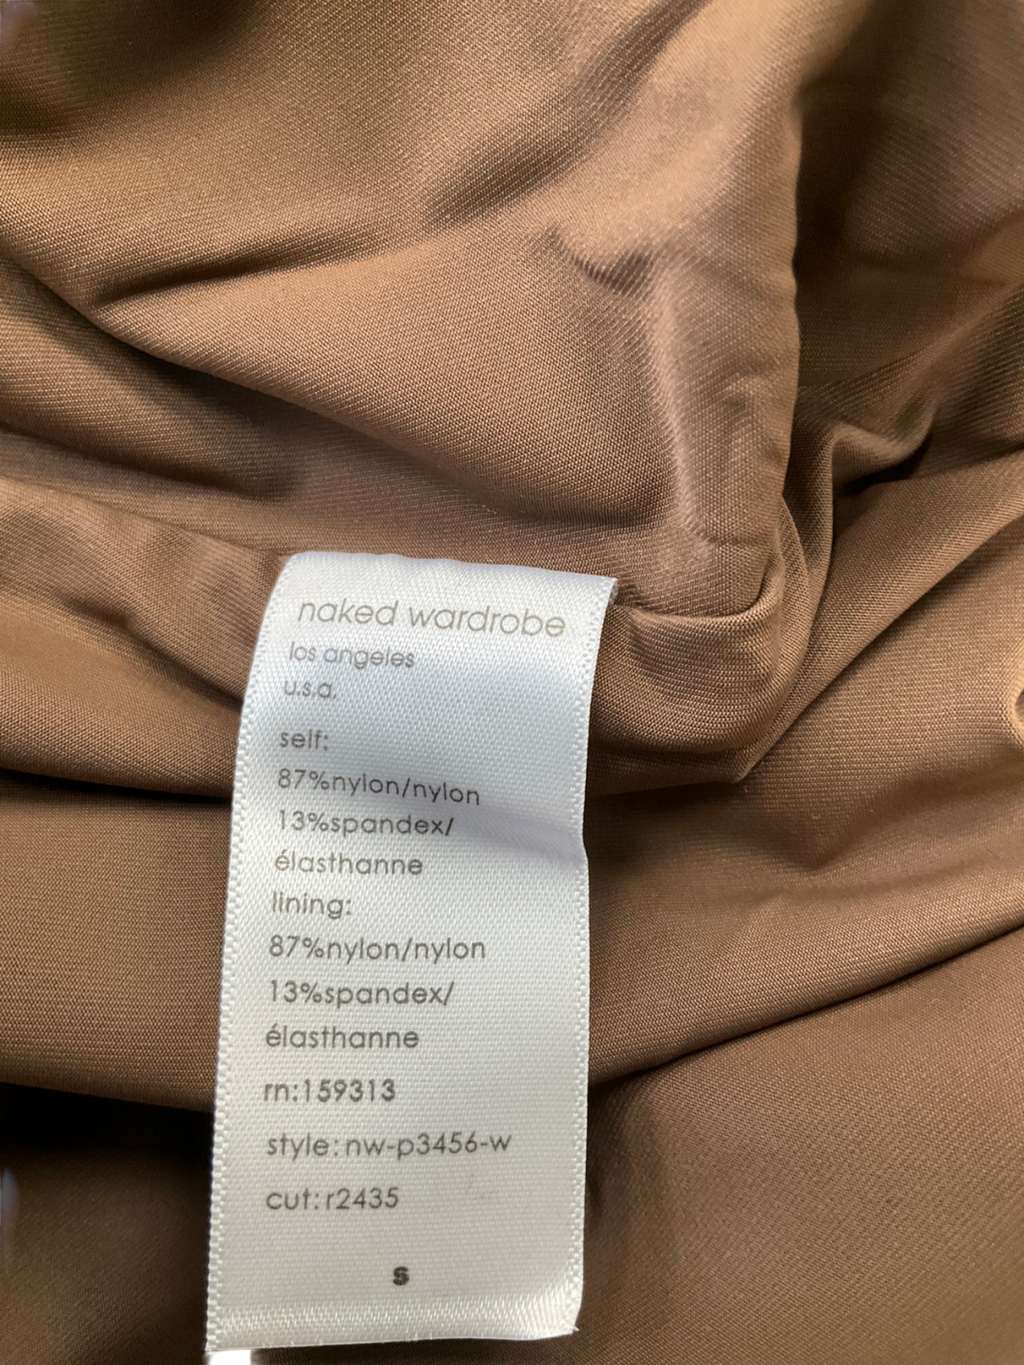 naked wardrobe
los angeles
u.s.a.
self:
87%nylon/nylon
13%spandex/
élasthanne
lining:
87%nylon/nylon
13%spandex/
élasthanne
rn:159313
style:nw-p3456-w
cut:r2435
s